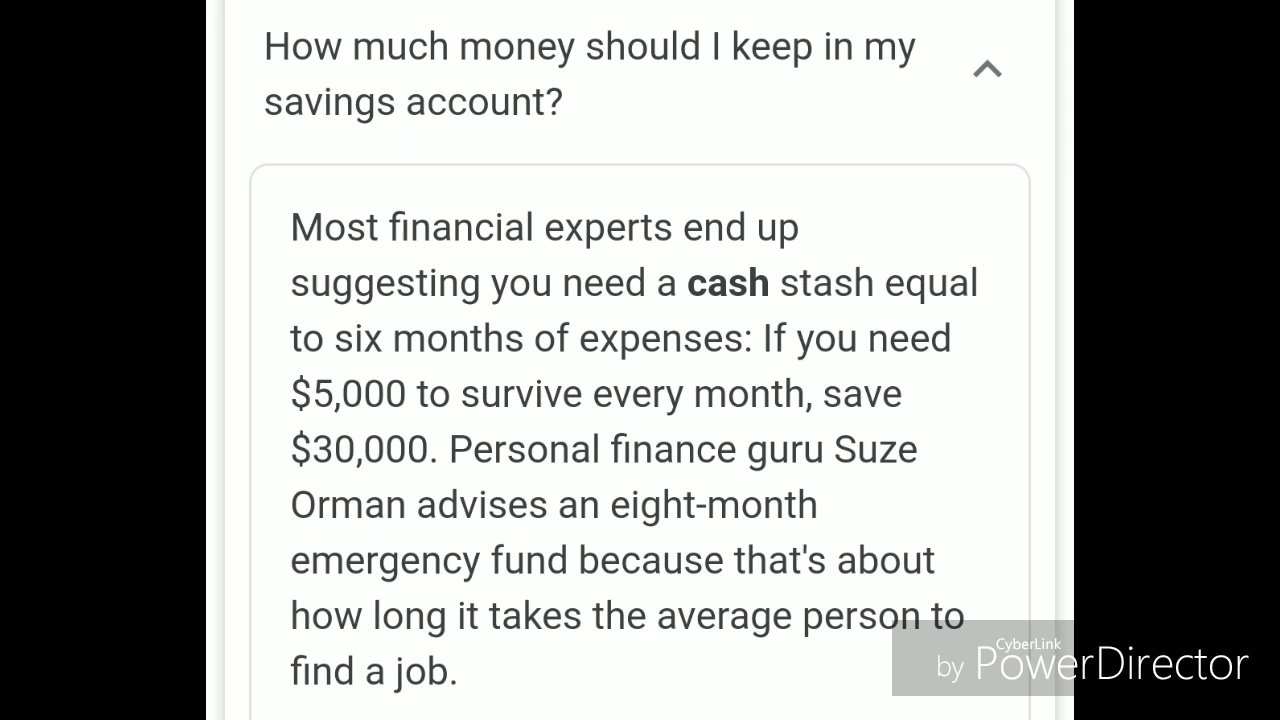 How much money should I keep in my
savings account?
Most financial experts end up
suggesting you need a cash stash equal
to six months of expenses: If you need
$5,000 to survive every month, save
$30,000. Personal finance guru Suze
Orman advises an eight-month
emergency fund because that's about
how long it takes the average person to
find a job.
CyberLink
by PowerDirector